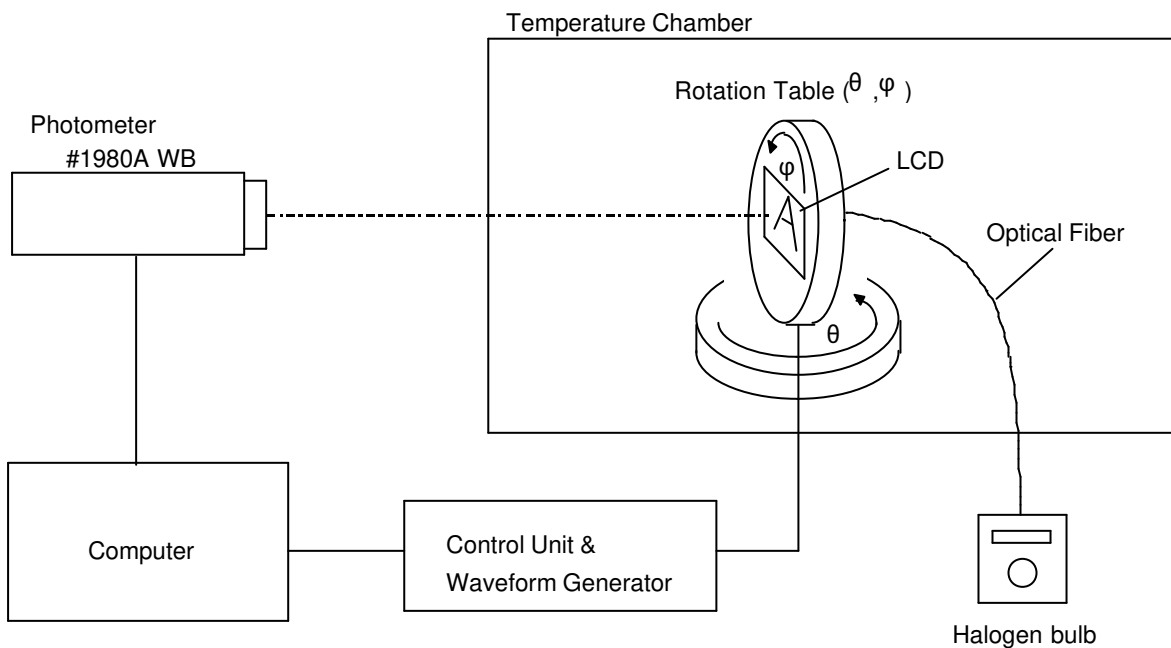 Temperature Chamber
Rotation Table (θ ,φ )
Photometer
#1980A WB
φ
LCD
A
Optical Fiber
θ
Computer
Control Unit &
Waveform Generator
Halogen bulb